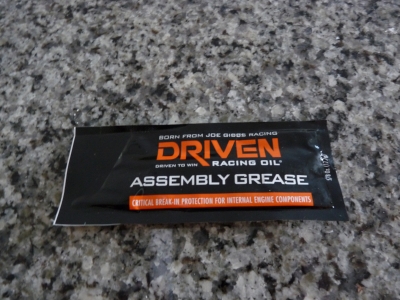 BORN FROM JOE GIBBS RACING
DRIVEN
DRIVEN TO WIN
RACING OIL®
ASSEMBLY GREASE
CRITICAL BREAK-IN PROTECTION FOR INTERNAL ENGINE COMPONENTS